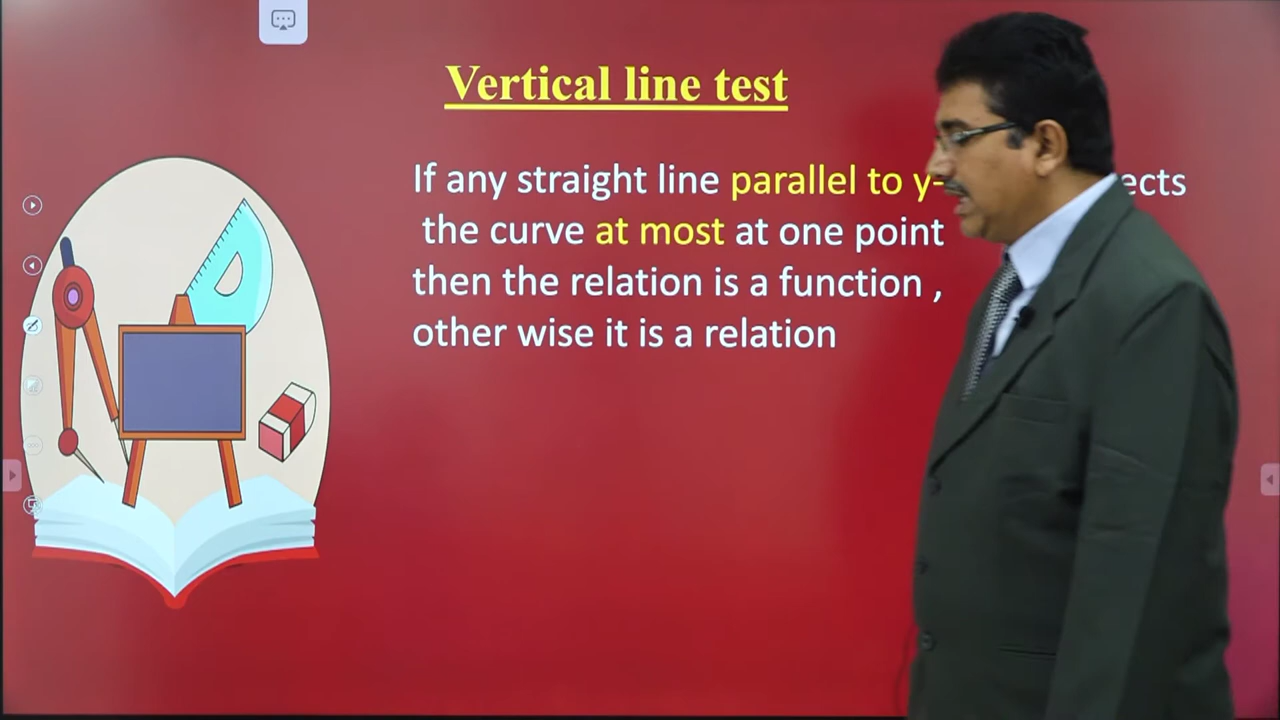 Vertical line test
If any straight line parallel to y- ects
the curve at most at one point
then the relation is a function ,
other wise it is a relation